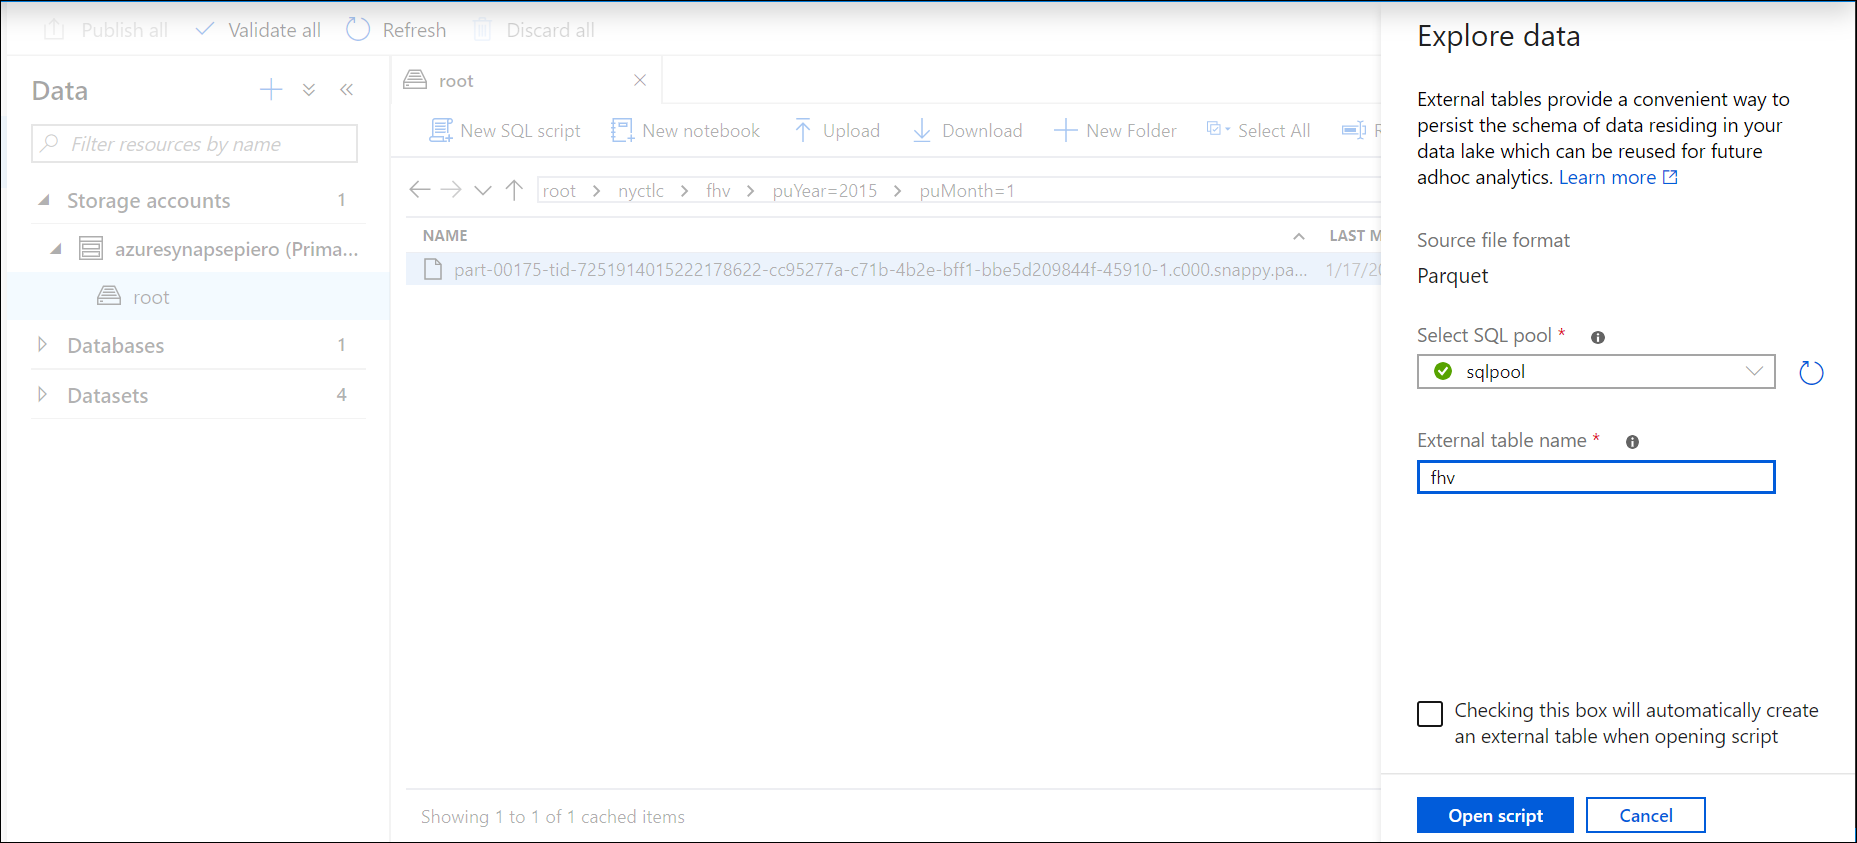 Publish all
Validate all
Refresh
Discard all
Data
Filter resources by name
Storage accounts 1
azuresynapsepiero (Prima...
root
Databases 1
Datasets 4
root
New SQL script
New notebook
Upload
Download
New Folder
Select All
root > nyctlc > fhv > puYear=2015 > puMonth=1
NAME
LAST M
part-00175-tid-7251914015222178622-cc95277a-c71b-4b2e-bff1-bbe5d209844f-45910-1.c000.snappy.pa... 1/17/20
Showing 1 to 1 of 1 cached items
Explore data
External tables provide a convenient way to
persist the schema of data residing in your
data lake which can be reused for future
adhoc analytics. Learn more
Source file format
Parquet
Select SQL pool *
sqlpool
External table name *
fhv
Checking this box will automatically create
an external table when opening script
Open script
Cancel